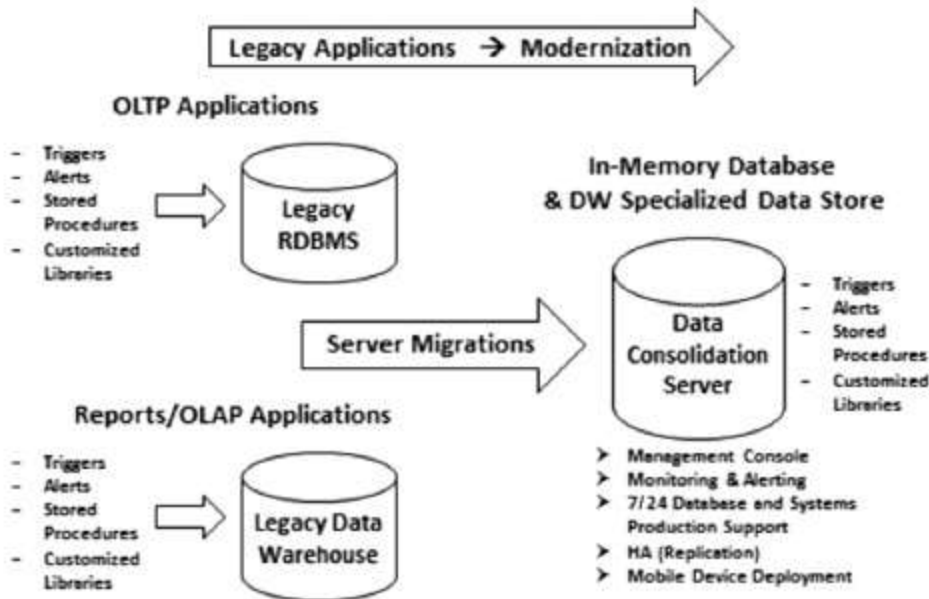 Legacy Applications → Modernization
OLTP Applications
- Triggers
- Alerts
- Stored
Procedures
- Customized
Libraries
Legacy
RDBMS
In-Memory Database
& DW Specialized Data Store
Data
Consolidation
Server
- Triggers
- Alerts
- Stored
Procedures
- Customized
Libraries
Server Migrations
Reports/OLAP Applications
- Triggers
- Alerts
- Stored
Procedures
- Customized
Libraries
Legacy Data
Warehouse
➢ Management Console
➢ Monitoring & Alerting
➢ 7/24 Database and Systems
Production Support
➢ HA (Replication)
➢ Mobile Device Deployment